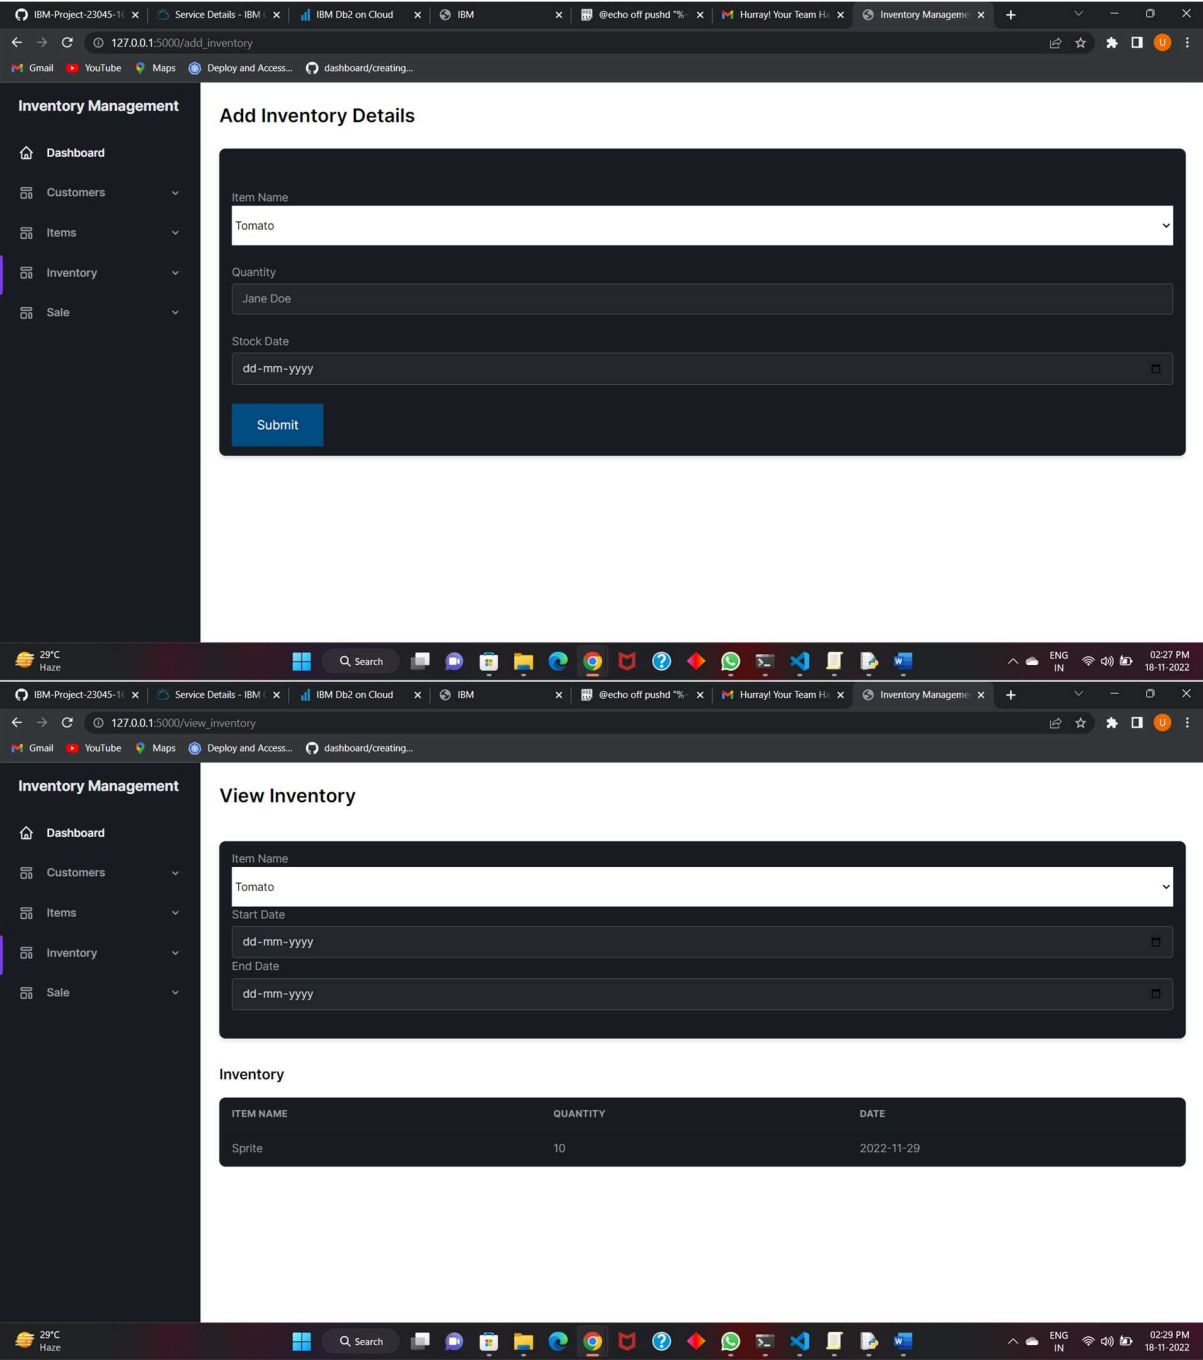 IBM-Project-23045-16 Service Details - IBM C IBM Db2 on Cloud IBM @echo off pushd "%~ Hurray! Your Team Ha Inventory Manageme
127.0.0.1:5000/add_inventory U
Gmail YouTube Maps Deploy and Access... dashboard/creating...
Inventory Management
Dashboard
Customers
Items
Inventory
Sale
Add Inventory Details
Item Name
Tomato
Quantity
Jane Doe
Stock Date
dd-mm-yyyy
Submit
29°C
Haze
Search
ENG
IN
02:27 PM
18-11-2022
IBM-Project-23045-16 Service Details - IBM C IBM Db2 on Cloud IBM @echo off pushd "%~ Hurray! Your Team Ha Inventory Manageme
127.0.0.1:5000/view_inventory U
Gmail YouTube Maps Deploy and Access... dashboard/creating...
Inventory Management
Dashboard
Customers
Items
Inventory
Sale
View Inventory
Item Name
Tomato
Start Date
dd-mm-yyyy
End Date
dd-mm-yyyy
Inventory
ITEM NAME QUANTITY DATE
Sprite 10 2022-11-29
29°C
Haze
Search
ENG
IN
02:29 PM
18-11-2022